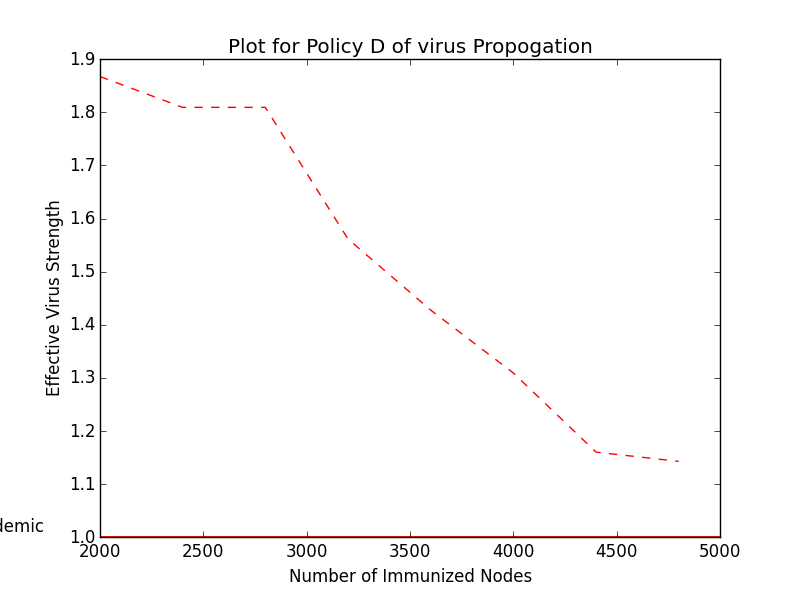 Plot for Policy D of virus Propogation
1.9
1.8
1.7
1.6
1.5
1.4
1.3
1.2
1.1
1.0
Effective Virus Strength
demic
2000 2500 3000 3500 4000 4500 5000
Number of Immunized Nodes